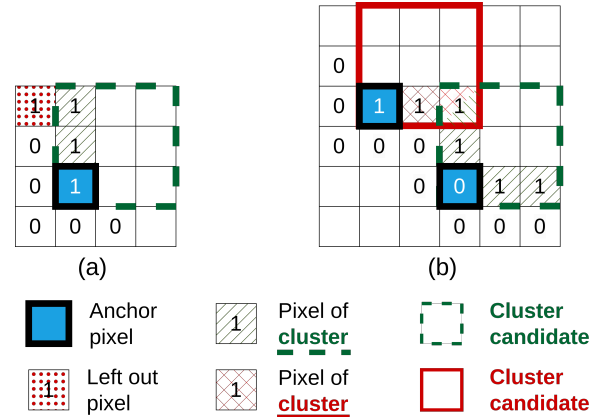 0
1 1
0 1 1 1
0 1
0 0 0 1
0 1
0 0 1 1
0 0 0
0 0 0
(a) (b)
Anchor pixel
1
Pixel of cluster
Cluster candidate
1
Left out pixel
1
Pixel of cluster
Cluster candidate